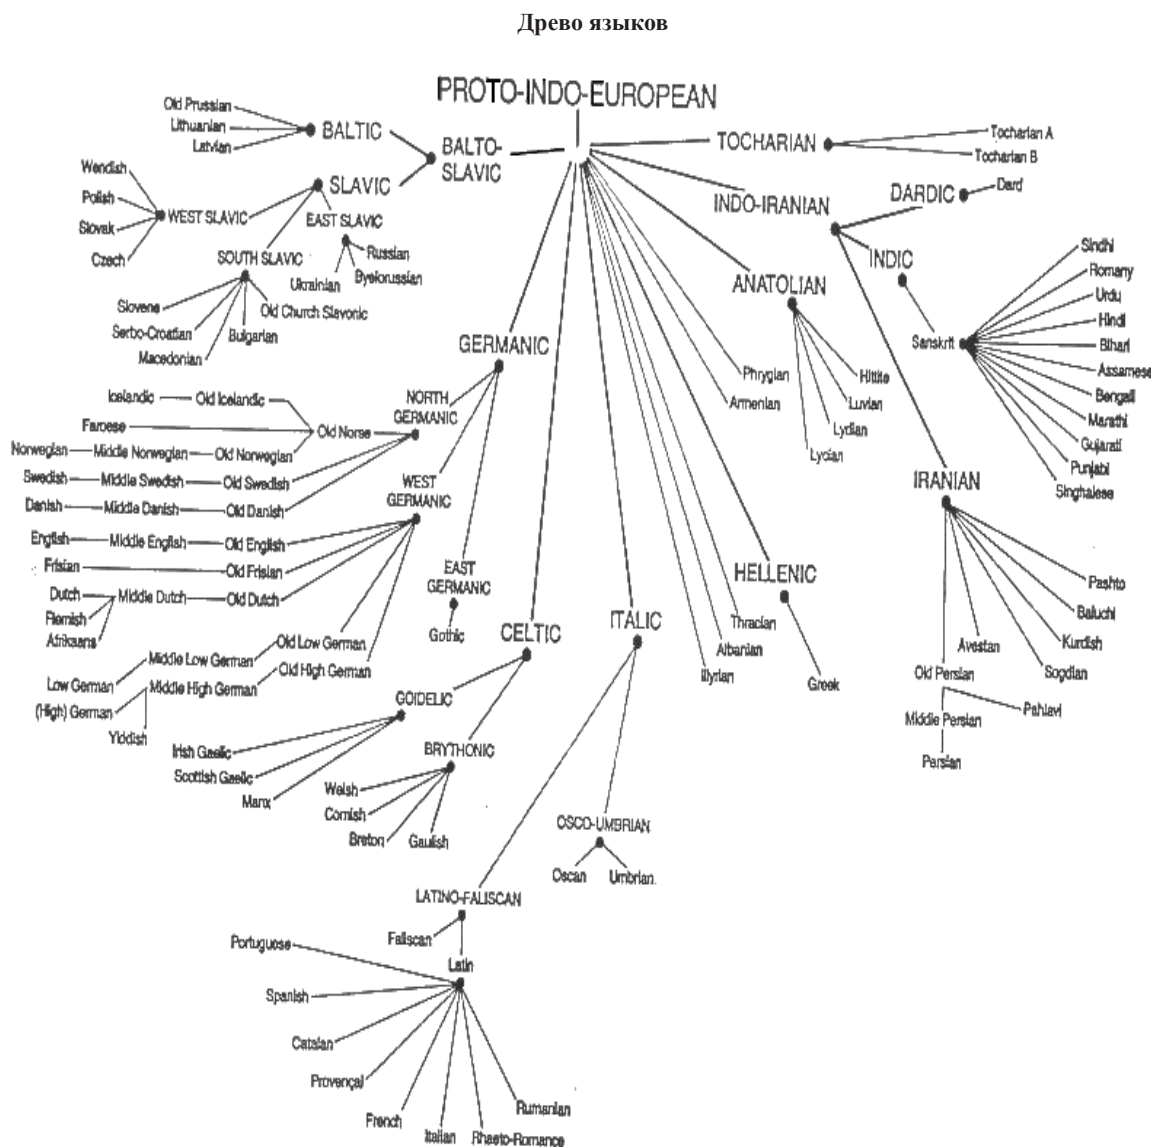 Древо языков
PROTO-INDO-EUROPEAN
Old Prussian
Lithuanian
Latvian
BALTIC
BALTO-
SLAVIC
TOCHARIAN
Tocharian A
Tocharian B
Wendish
Polish
Slovak
Czech
WEST SLAVIC
SLAVIC
EAST SLAVIC
Russian
Byelorussian
Ukrainian
SOUTH SLAVIC
Slovene
Serbo-Croatian
Macedonian
Bulgarian
Old Church Slavonic
INDO-IRANIAN
DARDIC
Dard
INDIC
Sanskrit
Sindhi
Romany
Urdu
Hindi
Bihari
Assamese
Bengali
Marathi
Gujarati
Punjabi
Singhalese
ANATOLIAN
Hittite
Luvian
Lydian
Lycian
Phrygian
Armenian
GERMANIC
NORTH
GERMANIC
Icelandic
Old Icelandic
Faroese
Old Norse
Norwegian
Middle Norwegian
Old Norwegian
Swedish
Middle Swedish
Old Swedish
Danish
Middle Danish
Old Danish
WEST
GERMANIC
English
Middle English
Old English
Frisian
Old Frisian
Dutch
Flemish
Afrikaans
Middle Dutch
Old Dutch
Old Low German
Middle Low German
Low German
Old High German
Middle High German
(High) German
Yiddish
EAST
GERMANIC
Gothic
CELTIC
GOIDELIC
Irish Gaelic
Scottish Gaelic
Manx
BRYTHONIC
Welsh
Cornish
Breton
Gaulish
ITALIC
OSCO-UMBRIAN
Oscan
Umbrian.
LATINO-FALISCAN
Faliscan
Latin
Portuguese
Spanish
Catalan
Provençal
French
Italian
Rhaeto-Romance
Rumanian
Illyrian
Albanian
Thracian
HELLENIC
Greek
IRANIAN
Pashto
Baluchi
Kurdish
Sogdian
Avestan
Old Persian
Middle Persian
Pahlavi
Persian